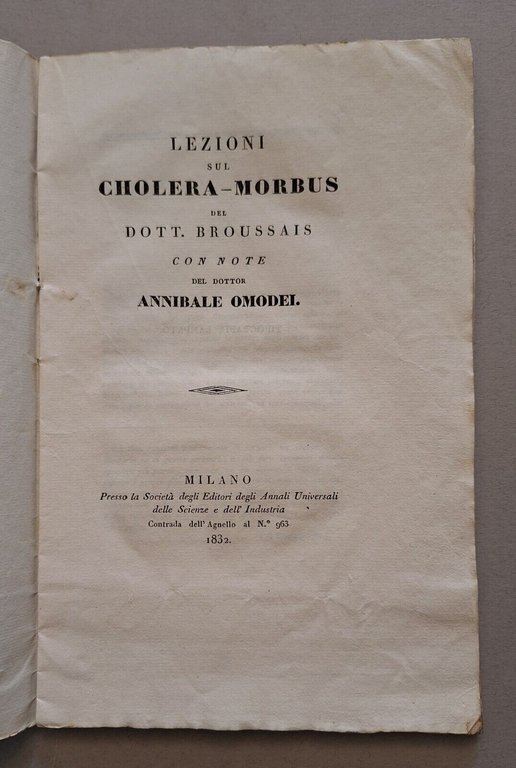 LEZIONI
SUL
CHOLERA-MORBUS
DEL
DOTT. BROUSSAIS
CON NOTE
DEL DOTTOR
ANNIBALE OMODEI.
MILANO
Presso la Società degli Editori degli Annali Universali
delle Scienze e dell' Industria
Contrada dell'Agnello al N.° 963
1832.